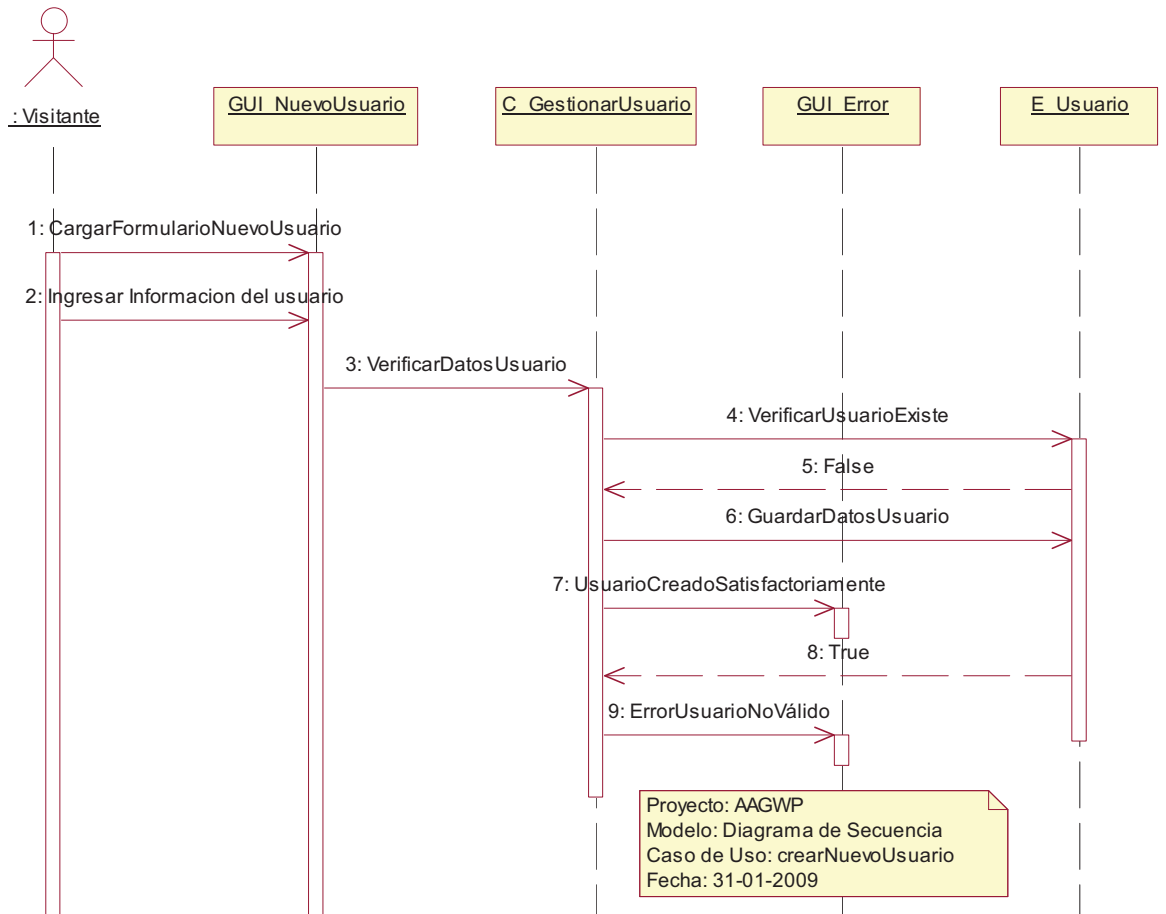 : Visitante
GUI_NuevoUsuario
C_GestionarUsuario
GUI_Error
E_Usuario
1: CargarFormularioNuevoUsuario
2: Ingresar Informacion del usuario
3: VerificarDatosUsuario
4: VerificarUsuarioExiste
5: False
6: GuardarDatosUsuario
7: UsuarioCreadoSatisfactoriamente
8: True
9: ErrorUsuarioNoVálido
Proyecto: AAGWP
Modelo: Diagrama de Secuencia
Caso de Uso: crearNuevoUsuario
Fecha: 31-01-2009